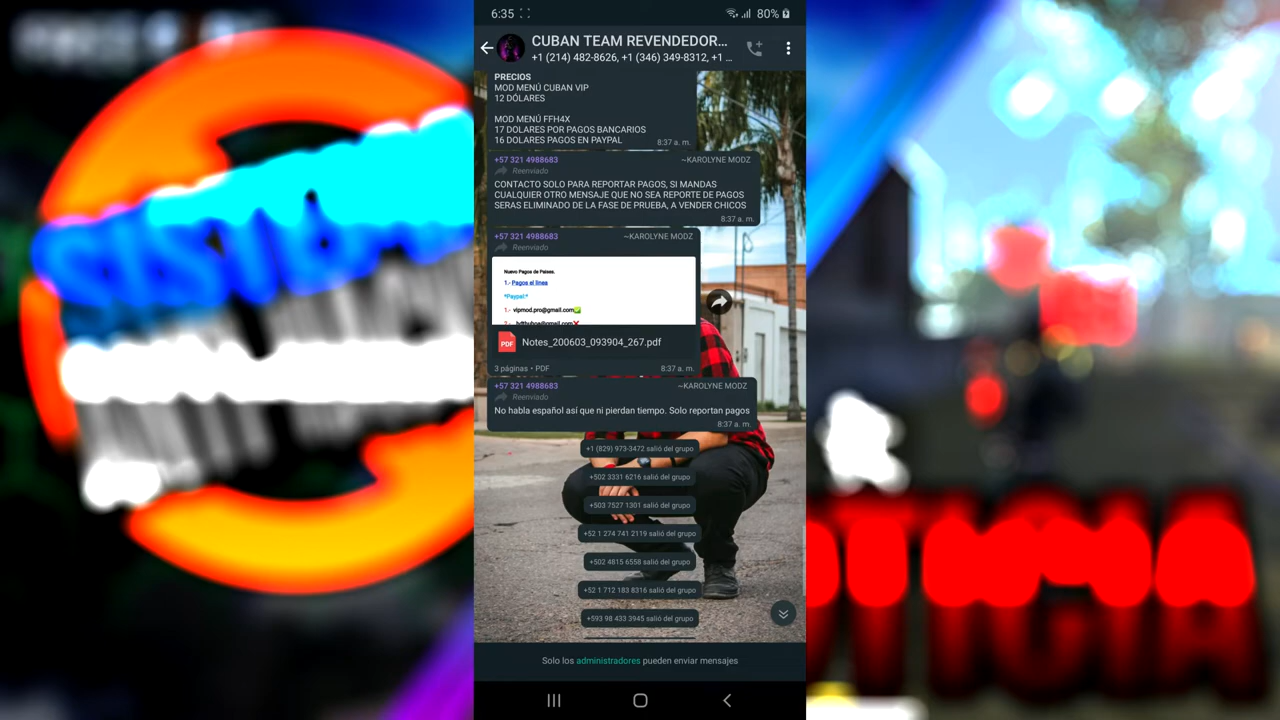 6:35
80%
CUBAN TEAM REVENDEDOR...
+1 (214) 482-8626, +1 (346) 349-8312, +1 ...
PRECIOS
MOD MENÚ CUBAN VIP
12 DÓLARES
MOD MENÚ FFH4X
17 DOLARES POR PAGOS BANCARIOS
16 DOLARES PAGOS EN PAYPAL
8:37 a. m.
+57 321 4988683 ~KAROLYNE MODZ
Reenviado
CONTACTO SOLO PARA REPORTAR PAGOS, SI MANDAS
CUALQUIER OTRO MENSAJE QUE NO SEA REPORTE DE PAGOS
SERAS ELIMINADO DE LA FASE DE PRUEBA, A VENDER CHICOS
8:37 a. m.
+57 321 4988683 ~KAROLYNE MODZ
Reenviado
Nuevo Pagos de Paises.
1.- Pagos el linea
*Paypal:*
1.- vipmod.pro@gmail.com
PDF
Notes_200603_093904_267.pdf
3 páginas • PDF 8:37 a. m.
+57 321 4988683 ~KAROLYNE MODZ
Reenviado
No habla español asi que ni pierdan tiempo. Solo reportan pagos
8:37 a. m.
+1 (829) 973-3472 salió del grupo
+502 3331 6216 salió del grupo
+503 7527 1301 salió del grupo
+52 1 274 741 2119 salió del grupo
+502 4815 6558 salió del grupo
+52 1 712 183 8316 salió del grupo
+593 98 433 3945 salió del grupo
Solo los administradores pueden enviar mensajes